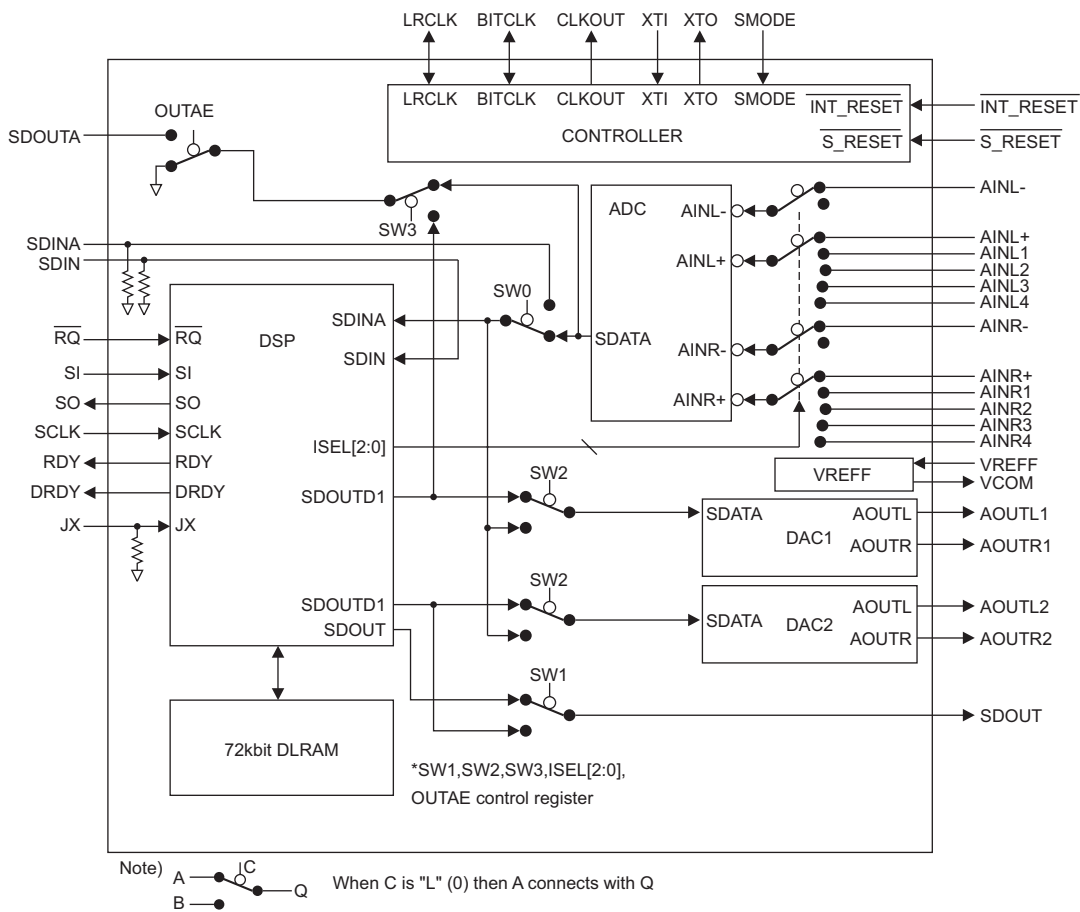 LRCLK BITCLK CLKOUT XTI XTO SMODE
LRCLK BITCLK CLKOUT XTI XTO SMODE
INT_RESET INT_RESET
CONTROLLER
S_RESET S_RESET
OUTAE
SDOUTA
SW3
ADC
AINL- AINL-
AINL+ AINL+
AINL1
AINL2
AINL3
AINL4
SDINA
SDIN
SW0
SDATA
AINR- AINR-
AINR+ AINR+
AINR1
AINR2
AINR3
AINR4
DSP
SDINA
SDIN
RQ RQ
SI SI
SO SO
SCLK SCLK
RDY RDY
DRDY DRDY
JX JX
ISEL[2:0]
VREFF VREFF
VCOM
SDOUTD1
SW2
SDATA DAC1 AOUTL AOUTL1
AOUTR AOUTR1
SDOUTD1
SDOUT
SW2
SDATA DAC2 AOUTL AOUTL2
AOUTR AOUTR2
SW1
SDOUT
72kbit DLRAM
*SW1,SW2,SW3,ISEL[2:0],
OUTAE control register
Note) A C Q
B
When C is "L" (0) then A connects with Q